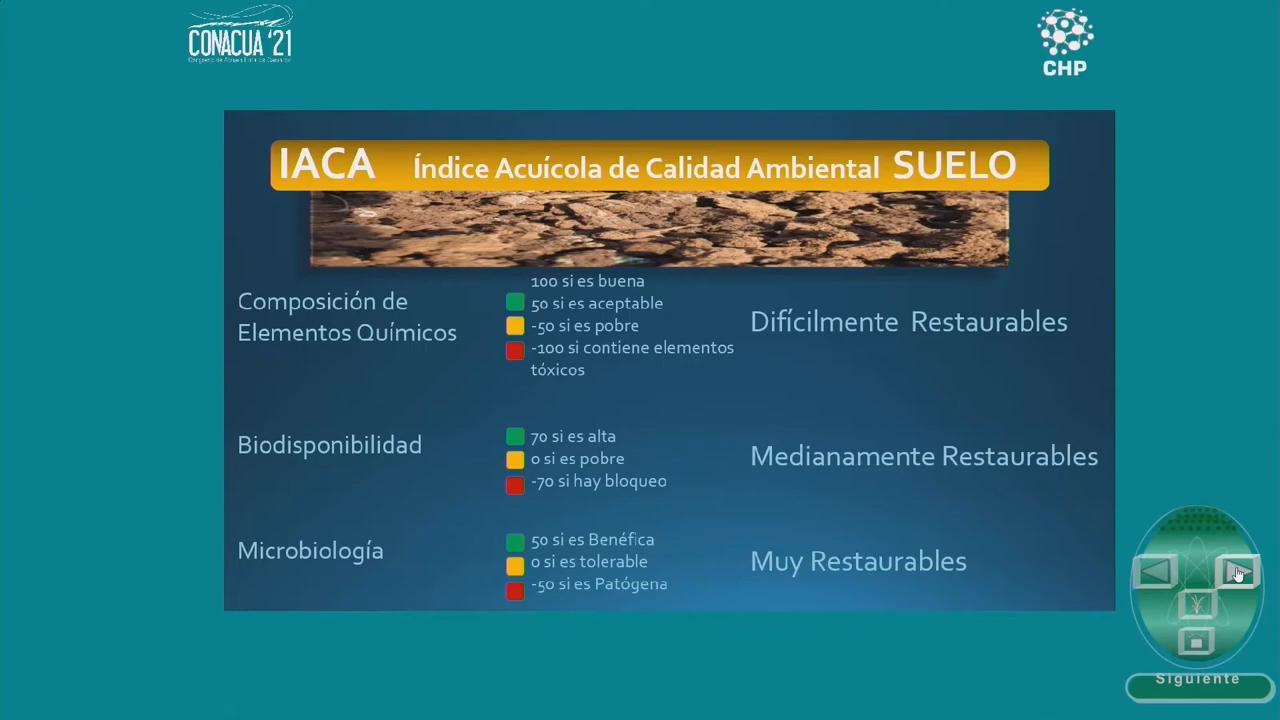 CONACUA '21
CHP
IACA Índice Acuícola de Calidad Ambiental SUELO
Composición de
Elementos Químicos
100 si es buena
50 si es aceptable
-50 si es pobre
-100 si contiene elementos
tóxicos
Difícilmente Restaurables
Biodisponibilidad
70 si es alta
0 si es pobre
-70 si hay bloqueo
Medianamente Restaurables
Microbiología
50 si es Benéfica
0 si es tolerable
-50 si es Patógena
Muy Restaurables
Siguiente